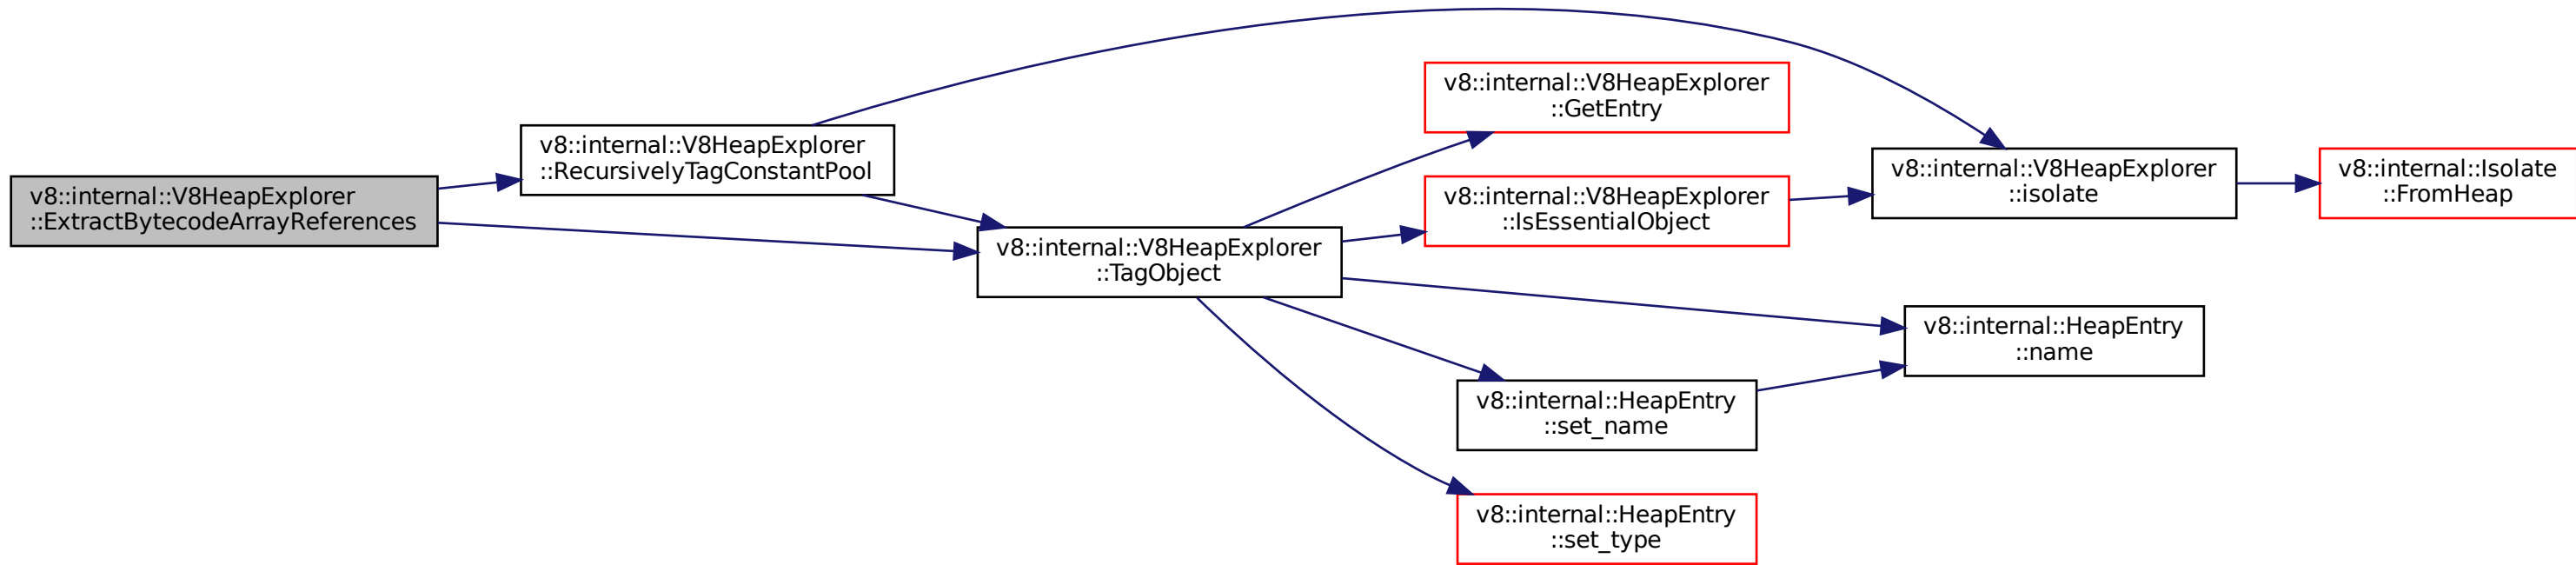 v8::internal::V8HeapExplorer
::ExtractBytecodeArrayReferences
v8::internal::V8HeapExplorer
::RecursivelyTagConstantPool
v8::internal::V8HeapExplorer
::TagObject
v8::internal::V8HeapExplorer
::GetEntry
v8::internal::V8HeapExplorer
::IsEssentialObject
v8::internal::HeapEntry
::set_name
v8::internal::HeapEntry
::set_type
v8::internal::V8HeapExplorer
::isolate
v8::internal::HeapEntry
::name
v8::internal::Isolate
::FromHeap